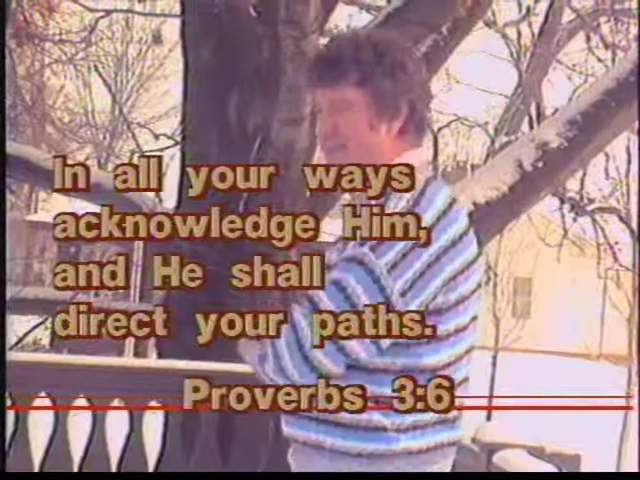 In all your ways
acknowledge Him,
and He shall
direct your paths.
Proverbs 3:6